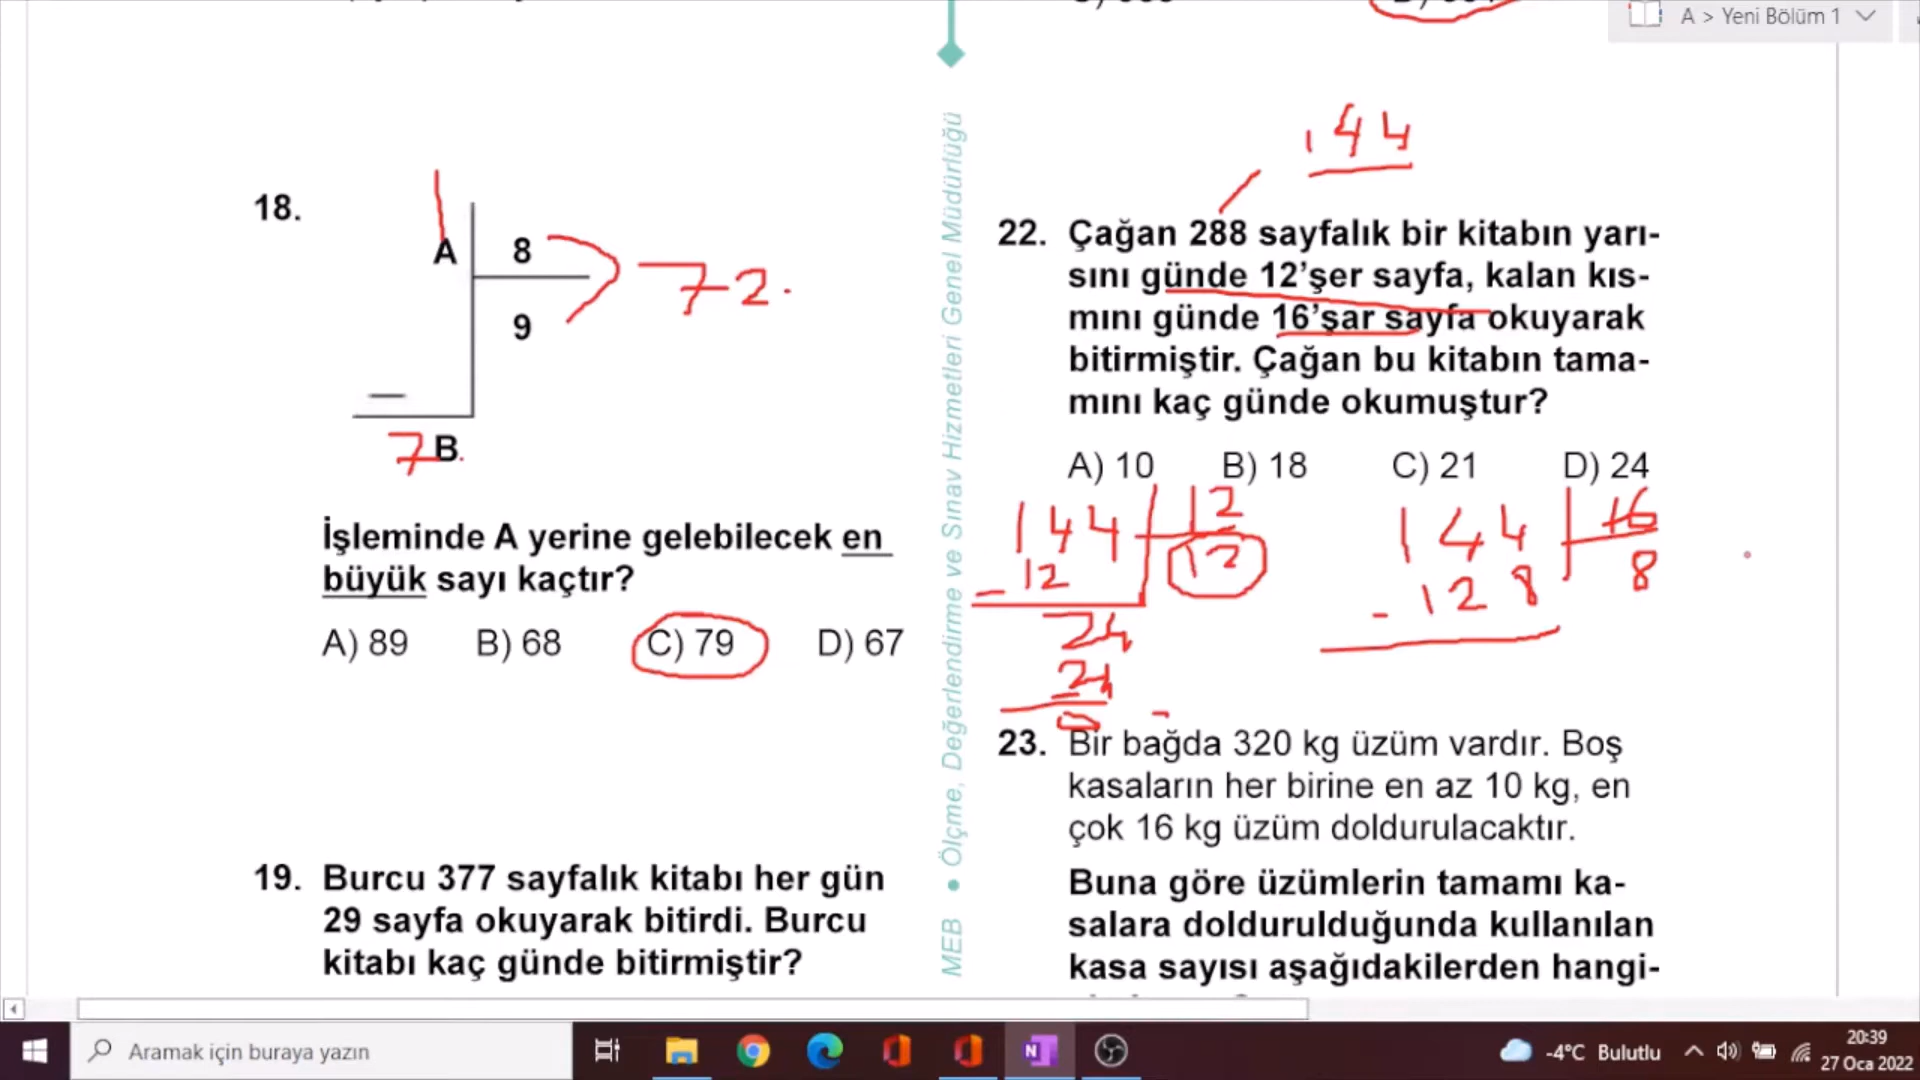 A > Yeni Bölüm 1
18.
A
8
9
72.
7B.
İşleminde A yerine gelebilecek en
büyük sayı kaçtır?
A) 89 B) 68 C) 79 D) 67
19. Burcu 377 sayfalık kitabı her gün
29 sayfa okuyarak bitirdi. Burcu
kitabı kaç günde bitirmiştir?
MEB • Ölçme, Değerlendirme ve Sınav Hizmetleri Genel Müdürlüğü
144
22. Çağan 288 sayfalık bir kitabın yarı-
sını günde 12’şer sayfa, kalan kıs-
mını günde 16’şar sayfa okuyarak
bitirmiştir. Çağan bu kitabın tama-
mını kaç günde okumuştur?
A) 10 B) 18 C) 21 D) 24
144 12
- 12 12
24
24
0
144 16
- 128 8
23. Bir bağda 320 kg üzüm vardır. Boş
kasaların her birine en az 10 kg, en
çok 16 kg üzüm doldurulacaktır.
Buna göre üzümlerin tamamı ka-
salara doldurulduğunda kullanılan
kasa sayısı aşağıdakilerden hangi-
Aramak için buraya yazın
-4°C Bulutlu
20:39
27 Oca 2022